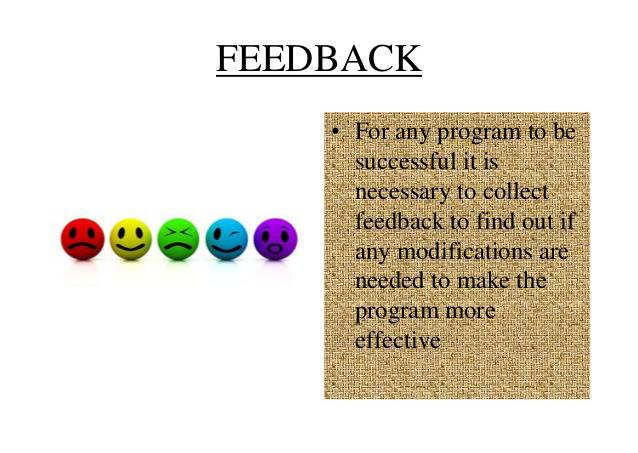 FEEDBACK
• For any program to be
successful it is
necessary to collect
feedback to find out if
any modifications are
needed to make the
program more
effective